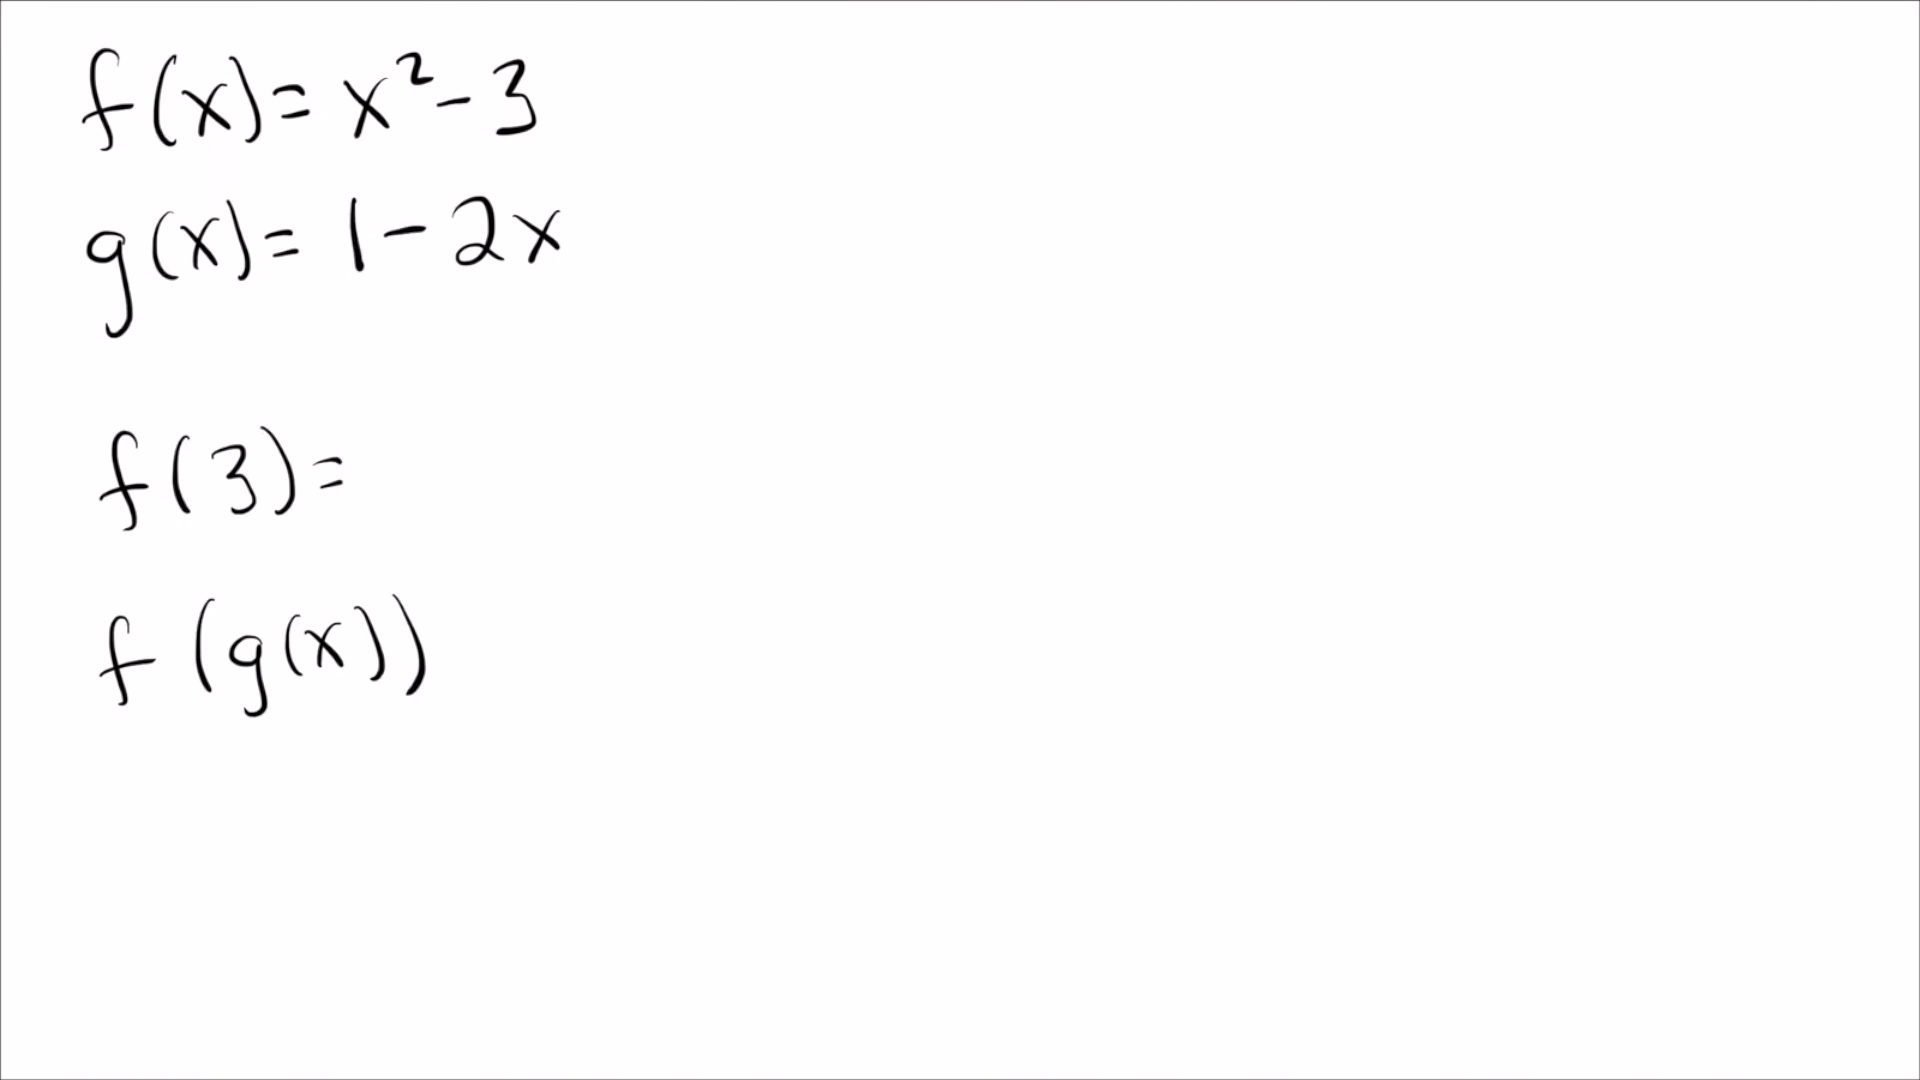 f(x)= x²-3
g(x)= 1-2x
f(3)=
f(g(x))